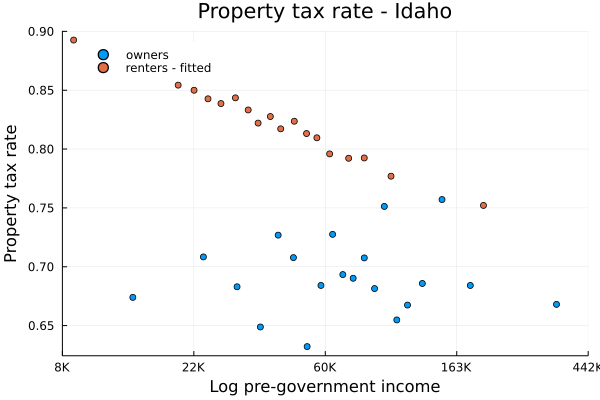 Property tax rate - Idaho
0.90
owners
renters - fitted
0.85
0.80
0.75
0.70
0.65
Property tax rate
8K 22K 60K 163K 442K
Log pre-government income